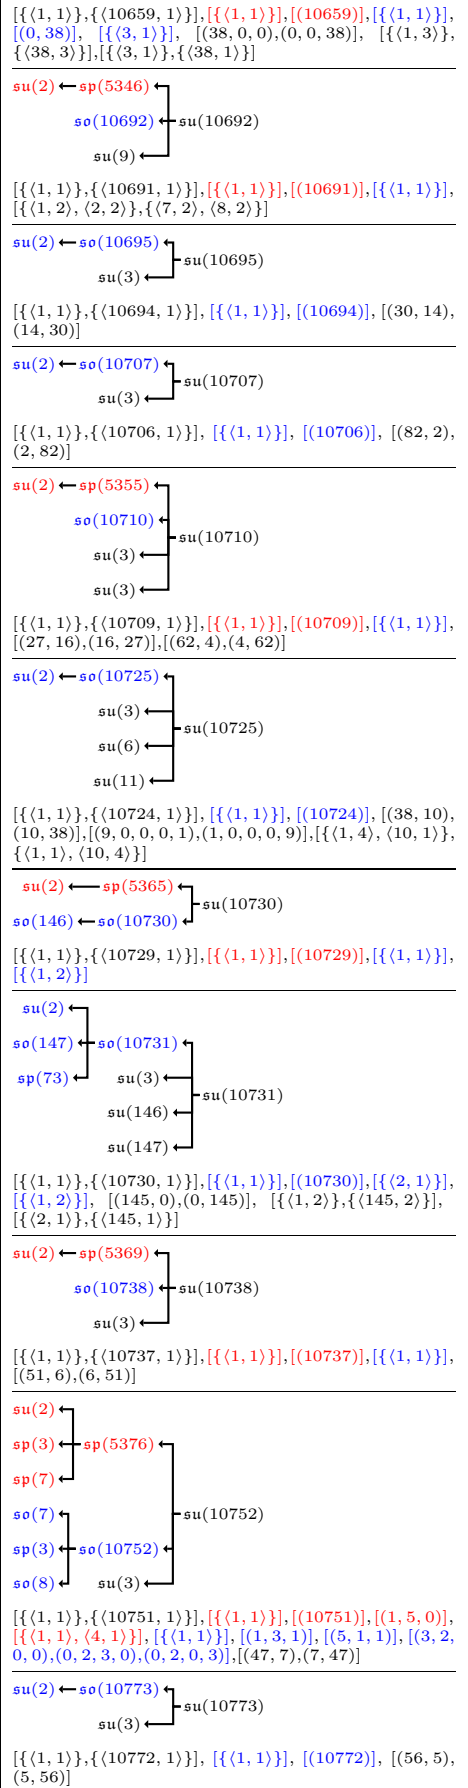 [{⟨1, 1⟩},{⟨10659, 1⟩}],[{⟨1, 1⟩}],[(10659)],[{⟨1, 1⟩}],
[(0, 38)], [{⟨3, 1⟩}], [(38, 0, 0),(0, 0, 38)], [{⟨1, 3⟩},
{⟨38, 3⟩}],[{⟨3, 1⟩},{⟨38, 1⟩}]
𝔰𝔲(2) 𝔰𝔭(5346)
𝔰𝔬(10692) 𝔰𝔲(10692)
𝔰𝔲(9)
[{⟨1, 1⟩},{⟨10691, 1⟩}],[{⟨1, 1⟩}],[(10691)],[{⟨1, 1⟩}],
[{⟨1, 2⟩, ⟨2, 2⟩},{⟨7, 2⟩, ⟨8, 2⟩}]
𝔰𝔲(2) 𝔰𝔬(10695)
𝔰𝔲(10695)
𝔰𝔲(3)
[{⟨1, 1⟩},{⟨10694, 1⟩}], [{⟨1, 1⟩}], [(10694)], [(30, 14),
(14, 30)]
𝔰𝔲(2) 𝔰𝔬(10707)
𝔰𝔲(10707)
𝔰𝔲(3)
[{⟨1, 1⟩},{⟨10706, 1⟩}], [{⟨1, 1⟩}], [(10706)], [(82, 2),
(2, 82)]
𝔰𝔲(2) 𝔰𝔭(5355)
𝔰𝔬(10710)
𝔰𝔲(10710)
𝔰𝔲(3)
𝔰𝔲(3)
[{⟨1, 1⟩},{⟨10709, 1⟩}],[{⟨1, 1⟩}],[(10709)],[{⟨1, 1⟩}],
[(27, 16),(16, 27)],[(62, 4),(4, 62)]
𝔰𝔲(2) 𝔰𝔬(10725)
𝔰𝔲(3)
𝔰𝔲(10725)
𝔰𝔲(6)
𝔰𝔲(11)
[{⟨1, 1⟩},{⟨10724, 1⟩}], [{⟨1, 1⟩}], [(10724)], [(38, 10),
(10, 38)],[(9, 0, 0, 0, 1),(1, 0, 0, 0, 9)],[{⟨1, 4⟩, ⟨10, 1⟩},
{⟨1, 1⟩, ⟨10, 4⟩}]
𝔰𝔲(2) 𝔰𝔭(5365)
𝔰𝔲(10730)
𝔰𝔬(146) 𝔰𝔬(10730)
[{⟨1, 1⟩},{⟨10729, 1⟩}],[{⟨1, 1⟩}],[(10729)],[{⟨1, 1⟩}],
[{⟨1, 2⟩}]
𝔰𝔲(2)
𝔰𝔬(147) 𝔰𝔬(10731)
𝔰𝔭(73) 𝔰𝔲(3)
𝔰𝔲(10731)
𝔰𝔲(146)
𝔰𝔲(147)
[{⟨1, 1⟩},{⟨10730, 1⟩}],[{⟨1, 1⟩}],[(10730)],[{⟨2, 1⟩}],
[{⟨1, 2⟩}], [(145, 0),(0, 145)], [{⟨1, 2⟩},{⟨145, 2⟩}],
[{⟨2, 1⟩},{⟨145, 1⟩}]
𝔰𝔲(2) 𝔰𝔭(5369)
𝔰𝔬(10738) 𝔰𝔲(10738)
𝔰𝔲(3)
[{⟨1, 1⟩},{⟨10737, 1⟩}],[{⟨1, 1⟩}],[(10737)],[{⟨1, 1⟩}],
[(51, 6),(6, 51)]
𝔰𝔲(2)
𝔰𝔭(3) 𝔰𝔭(5376)
𝔰𝔭(7)
𝔰𝔬(7) 𝔰𝔲(10752)
𝔰𝔭(3) 𝔰𝔬(10752)
𝔰𝔬(8) 𝔰𝔲(3)
[{⟨1, 1⟩},{⟨10751, 1⟩}],[{⟨1, 1⟩}],[(10751)],[(1, 5, 0)],
[{⟨1, 1⟩, ⟨4, 1⟩}],[{⟨1, 1⟩}],[(1, 3, 1)],[(5, 1, 1)],[(3, 2,
0, 0),(0, 2, 3, 0),(0, 2, 0, 3)],[(47, 7),(7, 47)]
𝔰𝔲(2) 𝔰𝔬(10773)
𝔰𝔲(10773)
𝔰𝔲(3)
[{⟨1, 1⟩},{⟨10772, 1⟩}], [{⟨1, 1⟩}], [(10772)], [(56, 5),
(5, 56)]